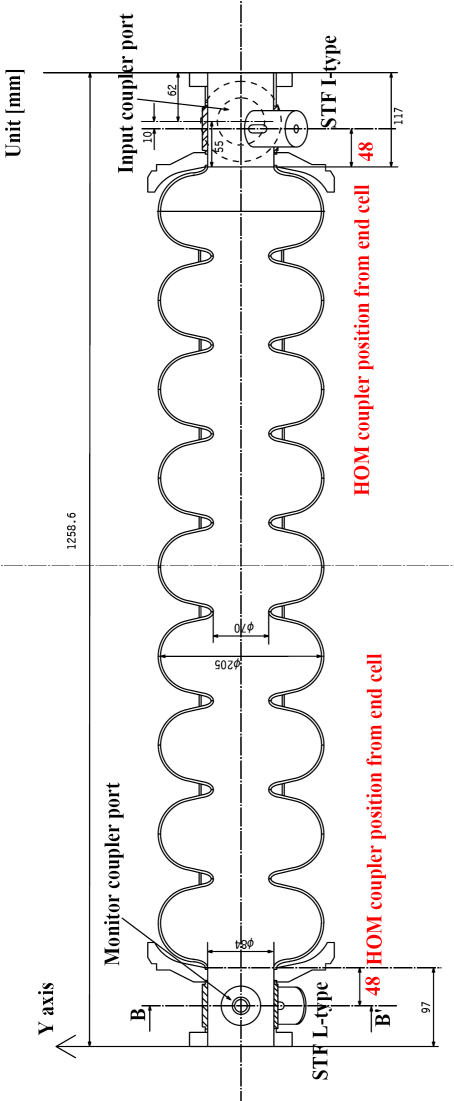 Unit [mm]
Input coupler port
STF I-type
62
10
55
117
48
HOM coupler position from end cell
1258.6
φ70
φ205
HOM coupler position from end cell
Monitor coupler port
φ84
48
97
Y axis
B
B'
STF L-type